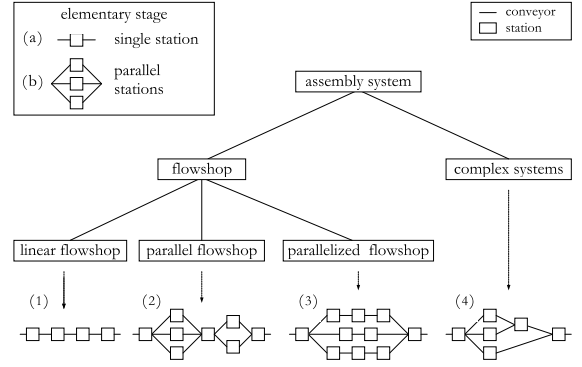 elementary stage
(a) single station
(b) parallel
stations
conveyor
station
assembly system
flowshop
complex systems
linear flowshop
parallel flowshop
parallelized flowshop
(1)
(2)
(3)
(4)